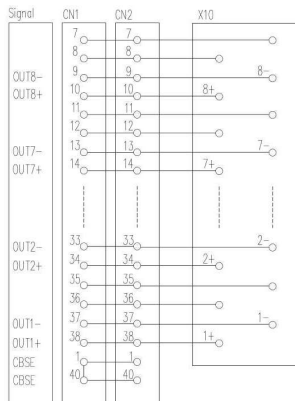 Signal CN1 CN2 X10
7 7
8 8
OUT8- 9 9 8-
OUT8+ 10 10 8+
11 11
12 12
OUT7- 13 13 7-
OUT7+ 14 14 7+
OUT2- 33 33 2-
OUT2+ 34 34 2+
35 35
36 36
OUT1- 37 37 1-
OUT1+ 38 38 1+
CBSE 1 1
CBSE 40 40